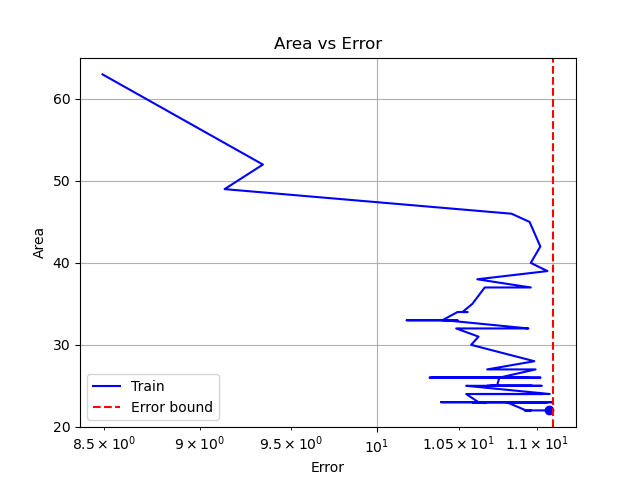 Area vs Error
Area
60
50
40
30
20
Train
Error bound
8.5 × 10⁰
9 × 10⁰
9.5 × 10⁰
10¹
1.05 × 10¹
1.1 × 10¹
Error